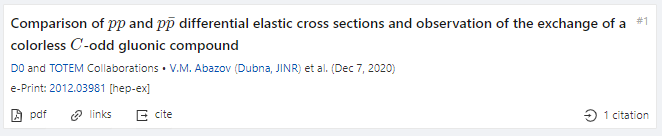 Comparison of pp and pp̄ differential elastic cross sections and observation of the exchange of a #1
colorless C-odd gluonic compound
D0 and TOTEM Collaborations • V.M. Abazov (Dubna, JINR) et al. (Dec 7, 2020)
e-Print: 2012.03981 [hep-ex]
pdf links cite 1 citation